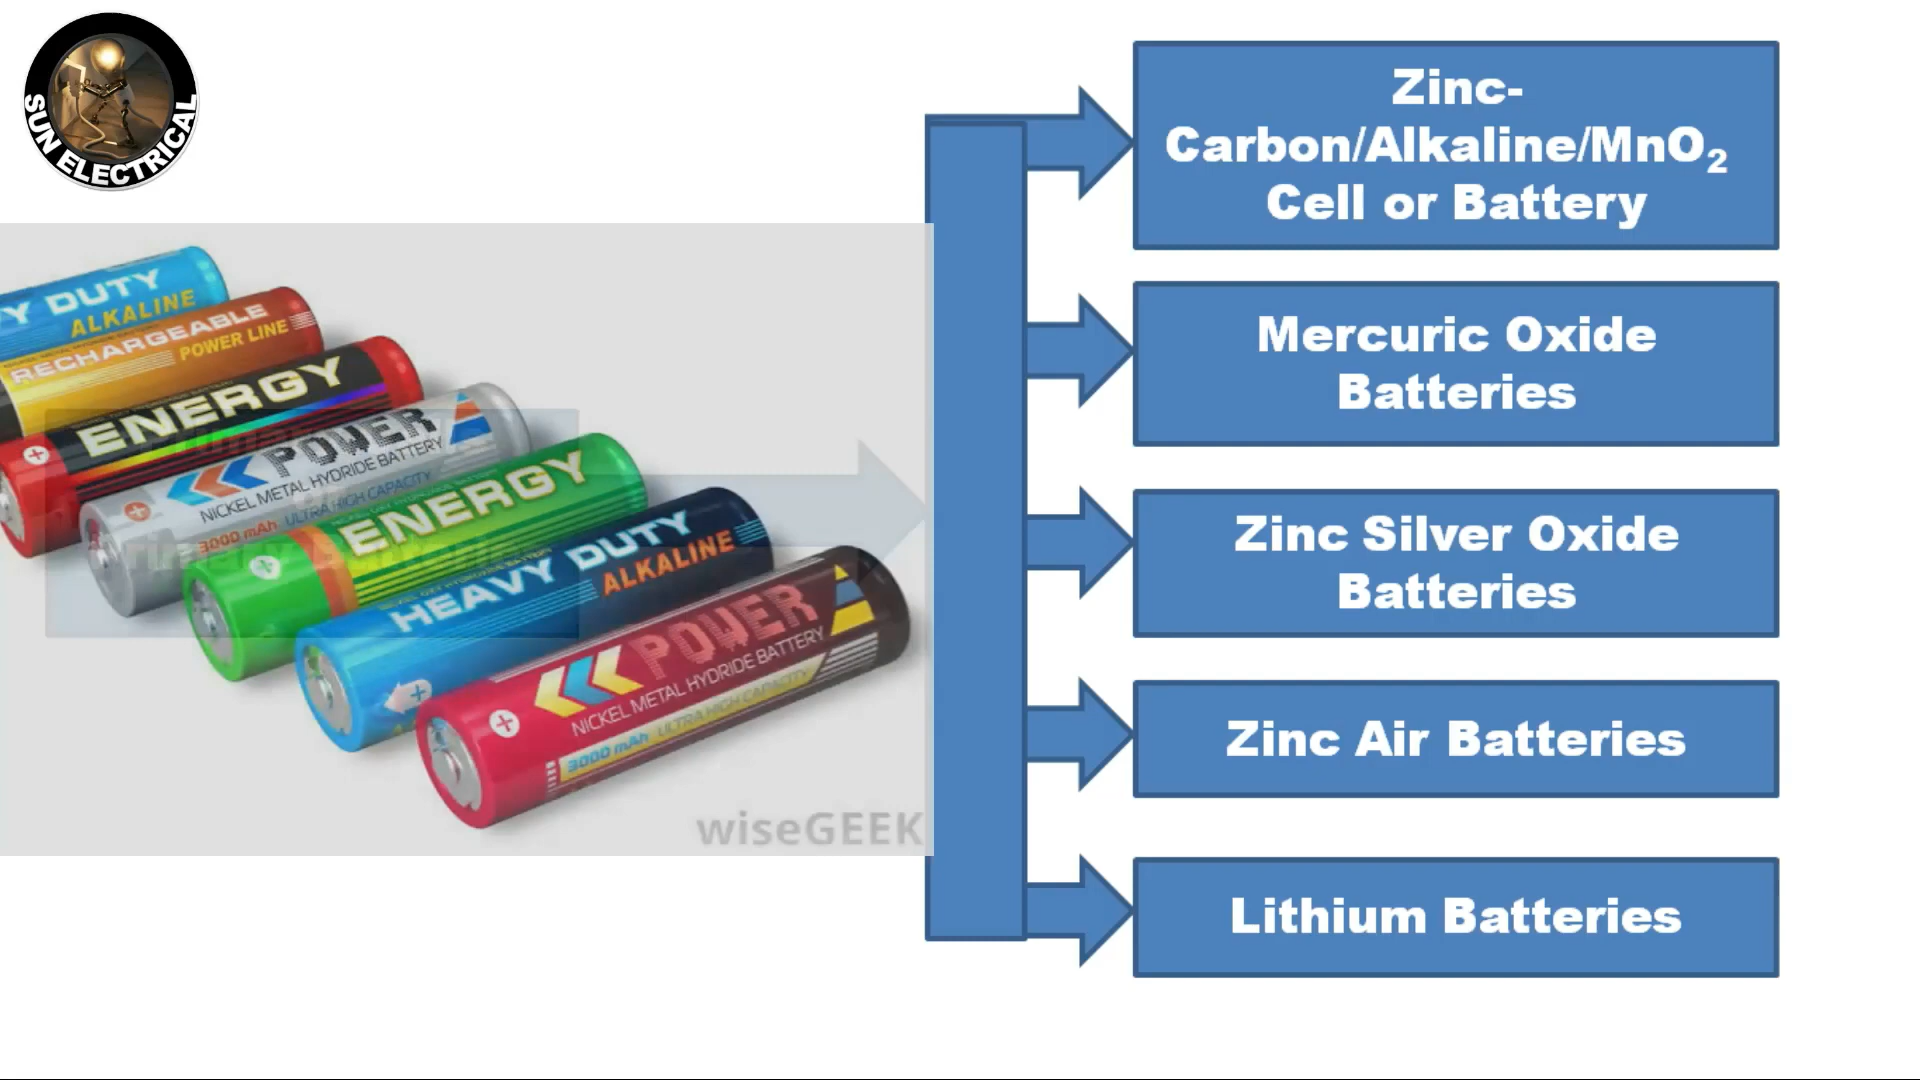 SUN ELECTRICAL
Zinc-
Carbon/Alkaline/MnO₂
Cell or Battery
Mercuric Oxide
Batteries
Zinc Silver Oxide
Batteries
Zinc Air Batteries
Lithium Batteries
Y DUTY
ALKALINE
RECHARGEABLE
POWER LINE
ENERGY
POWER
NICKEL METAL HYDRIDE BATTERY
3000 mAh ULTRA HIGH CAPACITY
ENERGY
HEAVY DUTY
ALKALINE
POWER
NICKEL METAL HYDRIDE BATTERY
3000 mAh ULTRA HIGH CAPACITY
wiseGEEK